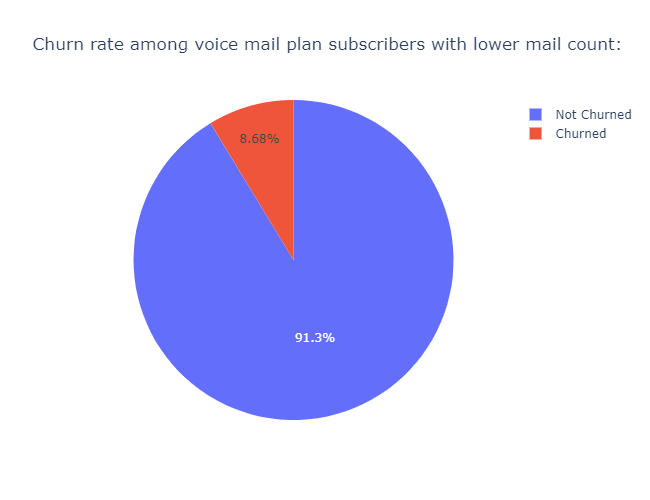 Churn rate among voice mail plan subscribers with lower mail count:
Not Churned
Churned
8.68%
91.3%